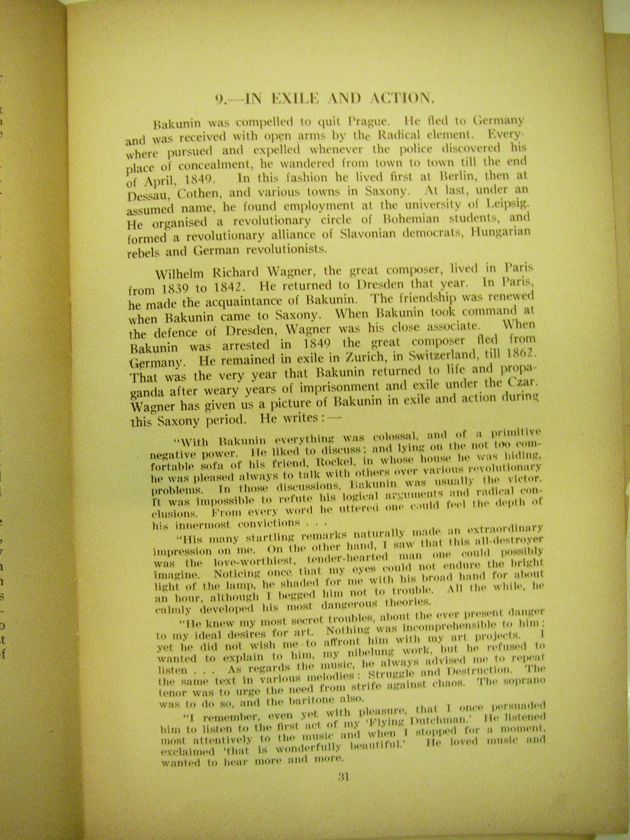 9.—IN EXILE AND ACTION.
Bakunin was compelled to quit Prague. He fled to Germany
and was received with open arms by the Radical element. Every-
where pursued and expelled whenever the police discovered his
place of concealment, he wandered from town to town till the end
of April, 1849. In this fashion he lived first at Berlin, then at
Dessau, Cothen, and various towns in Saxony. At last, under an
assumed name, he found employment at the university of Leipsig.
He organised a revolutionary circle of Bohemian students, and
formed a revolutionary alliance of Slavonian democrats, Hungarian
rebels and German revolutionists.
Wilhelm Richard Wagner, the great composer, lived in Paris
from 1839 to 1842. He returned to Dresden that year. In Paris,
he made the acquaintance of Bakunin. The friendship was renewed
when Bakunin came to Saxony. When Bakunin took command at
the defence of Dresden, Wagner was his close associate. When
Bakunin was arrested in 1849 the great composer fled from
Germany. He remained in exile in Zurich, in Switzerland, till 1862.
That was the very year that Bakunin returned to life and propa-
ganda after weary years of imprisonment and exile under the Czar.
Wagner has given us a picture of Bakunin in exile and action during
this Saxony period. He writes:—
"With Bakunin everything was colossal, and of a primitive
negative power. He liked to discuss; and lying on the not too com-
fortable sofa of his friend, Rockel, in whose house he was hiding,
he was pleased always to talk with others over various revolutionary
problems. In those discussions, Bakunin was usually the victor.
It was impossible to refute his logical arguments and radical con-
clusions. From every word he uttered one could feel the depth of
his innermost convictions . . .
"His many startling remarks naturally made an extraordinary
impression on me. On the other hand, I saw that this all-destroyer
was the love-worthiest, tender-hearted man one could possibly
imagine. Noticing once that my eyes could not endure the bright
light of the lamp, he shaded for me with his broad hand for about
an hour, although I begged him not to trouble. All the while, he
calmly developed his most dangerous theories.
"He knew my most secret troubles, about the ever present danger
to my ideal desires for art. Nothing was incomprehensible to him;
yet he did not wish me to affront him with my art projects. I
wanted to explain to him, my nibelung work, but he refused to
listen . . . As regards the music, he always advised me to repeat
the same text in various melodies: Struggle and Destruction. The
tenor was to urge the need from strife against chaos. The soprano
was to do so, and the baritone also.
"I remember, even yet with pleasure, that I once persuaded
him to listen to the first act of my 'Flying Dutchman.' He listened
most attentively to the music and when I stopped for a moment,
exclaimed 'that is wonderfully beautiful.' He loved music and
wanted to hear more and more.
31